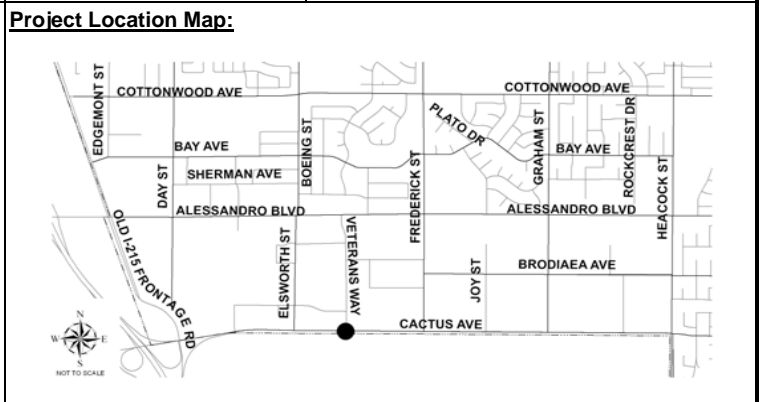 Project Location Map:
EDGEMONT ST
COTTONWOOD AVE
COTTONWOOD AVE
PLATO DR
ROCKCREST DR
GRAHAM ST
BOEING ST
BAY AVE
BAY AVE
DAY ST
SHERMAN AVE
FREDERICK ST
HEACOCK ST
ALESSANDRO BLVD
ALESSANDRO BLVD
OLD I-215 FRONTAGE RD
ELSWORTH ST
VETERANS WAY
JOY ST
BRODIAEA AVE
CACTUS AVE
N
W E
S
NOT TO SCALE